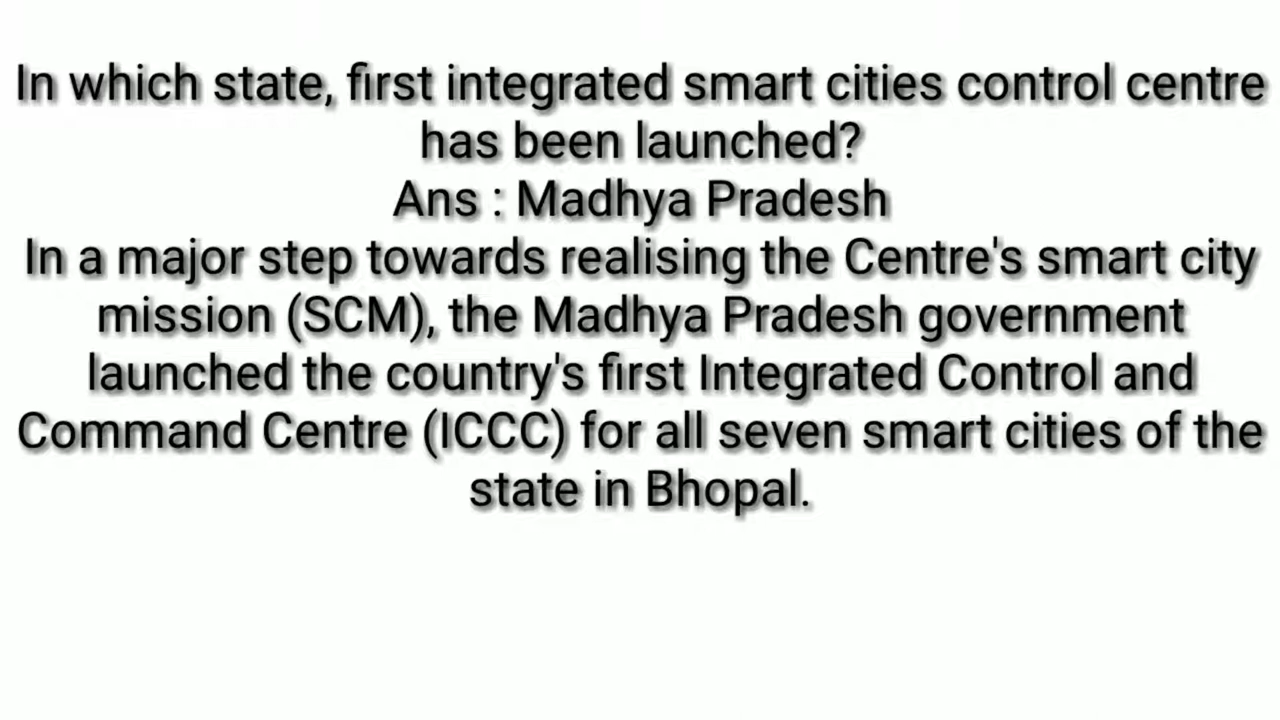 In which state, first integrated smart cities control centre
has been launched?
Ans : Madhya Pradesh
In a major step towards realising the Centre's smart city
mission (SCM), the Madhya Pradesh government
launched the country's first Integrated Control and
Command Centre (ICCC) for all seven smart cities of the
state in Bhopal.